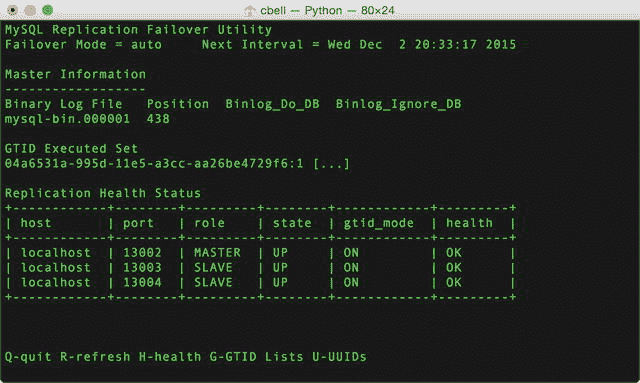 cbell — Python — 80×24
MySQL Replication Failover Utility
Failover Mode = auto     Next Interval = Wed Dec  2 20:33:17 2015
Master Information
------------------
Binary Log File   Position  Binlog_Do_DB  Binlog_Ignore_DB
mysql-bin.000001  438
GTID Executed Set
04a6531a-995d-11e5-a3cc-aa26be4729f6:1 [...]
Replication Health Status
+------------+--------+---------+--------+------------+---------+
| host       | port   | role    | state  | gtid_mode  | health  |
+------------+--------+---------+--------+------------+---------+
| localhost  | 13002  | MASTER  | UP     | ON         | OK      |
| localhost  | 13003  | SLAVE   | UP     | ON         | OK      |
| localhost  | 13004  | SLAVE   | UP     | ON         | OK      |
+------------+--------+---------+--------+------------+---------+
Q-quit R-refresh H-health G-GTID Lists U-UUIDs